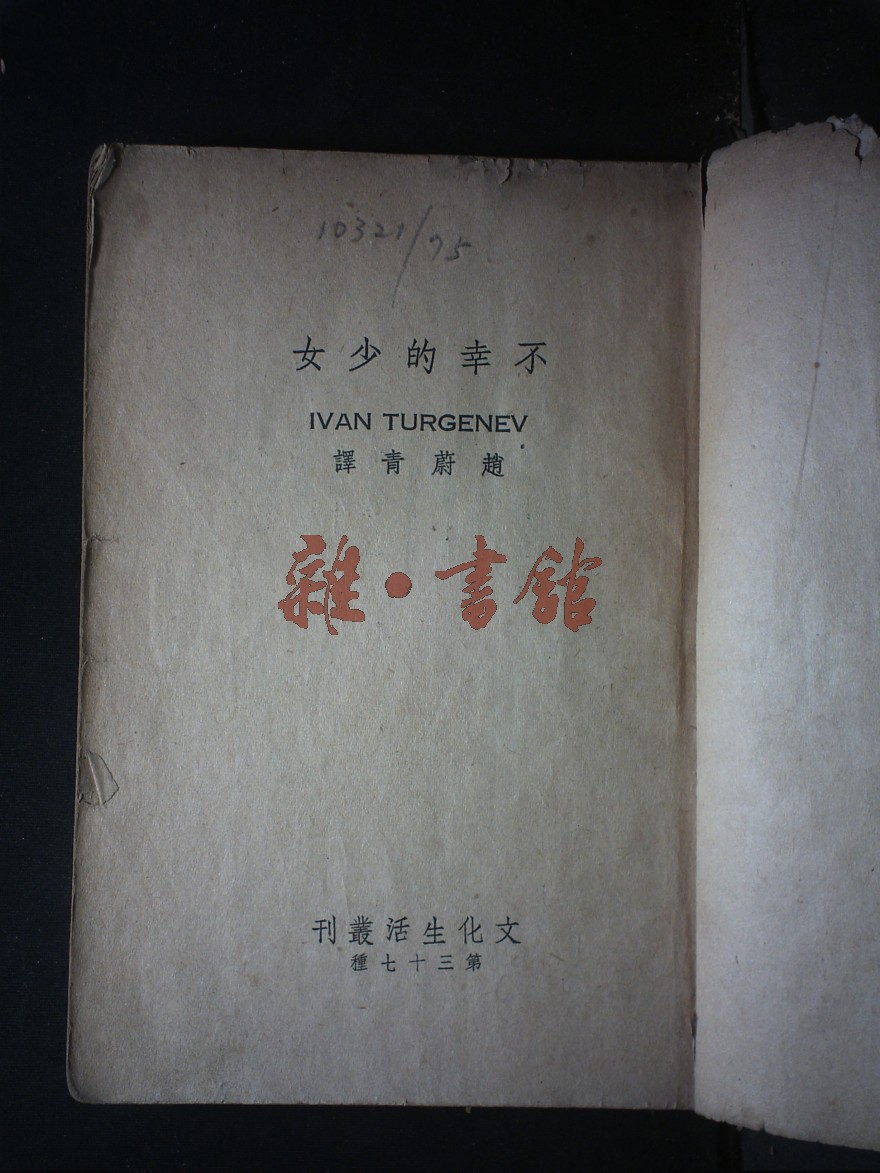 10321/75
不幸的少女
IVAN TURGENEV
趙蔚青譯
雜•書館
文化生活叢刊
第三十七種